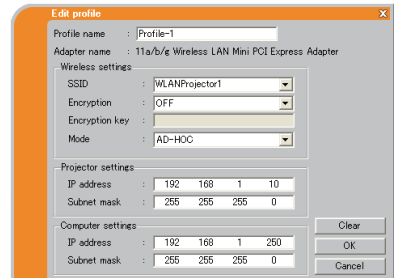 Edit profile X
Profile name : Profile-1
Adapter name : 11a/b/g Wireless LAN Mini PCI Express Adapter
Wireless settings
SSID : WLANProjector1
Encryption : OFF
Encryption key :
Mode : AD-HOC
Projector settings
IP address : 192 168 1 10
Subnet mask : 255 255 255 0
Computer settings
IP address : 192 168 1 250
Subnet mask : 255 255 255 0
Clear
OK
Cancel